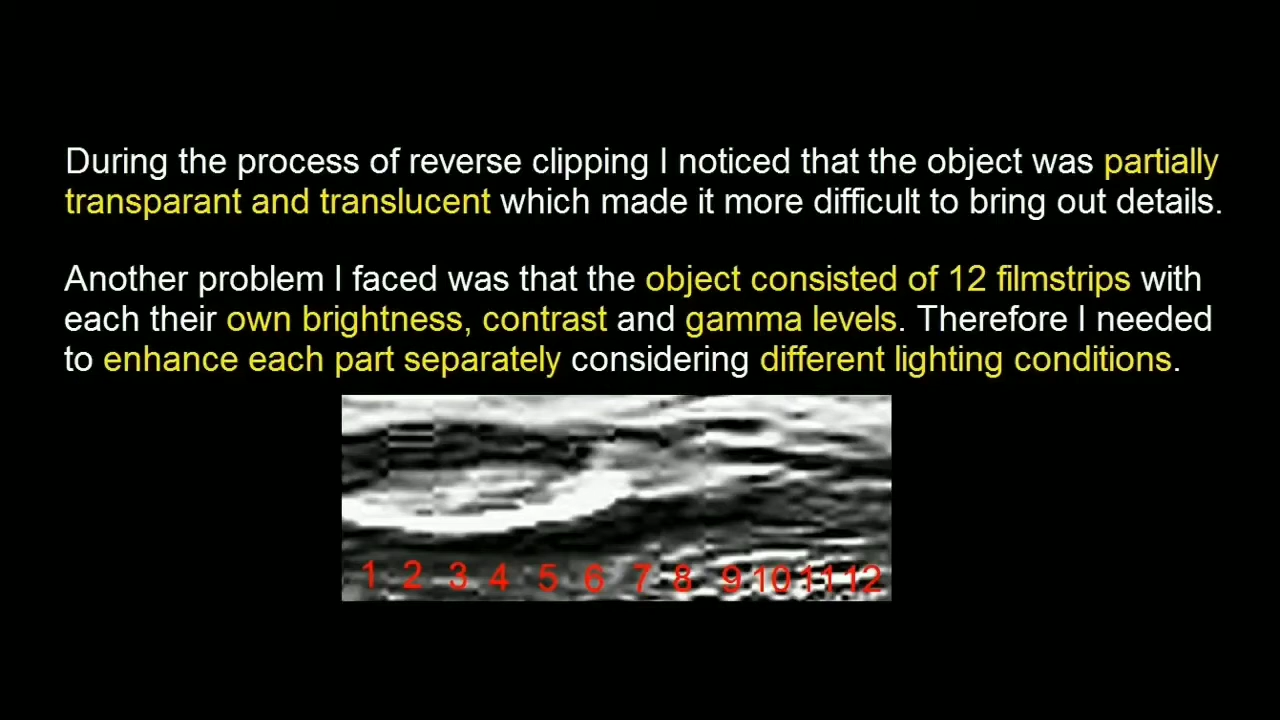 During the process of reverse clipping I noticed that the object was partially
transparant and translucent which made it more difficult to bring out details.
Another problem I faced was that the object consisted of 12 filmstrips with
each their own brightness, contrast and gamma levels. Therefore I needed
to enhance each part separately considering different lighting conditions.
1 2 3 4 5 6 7 8 9 10 11 12